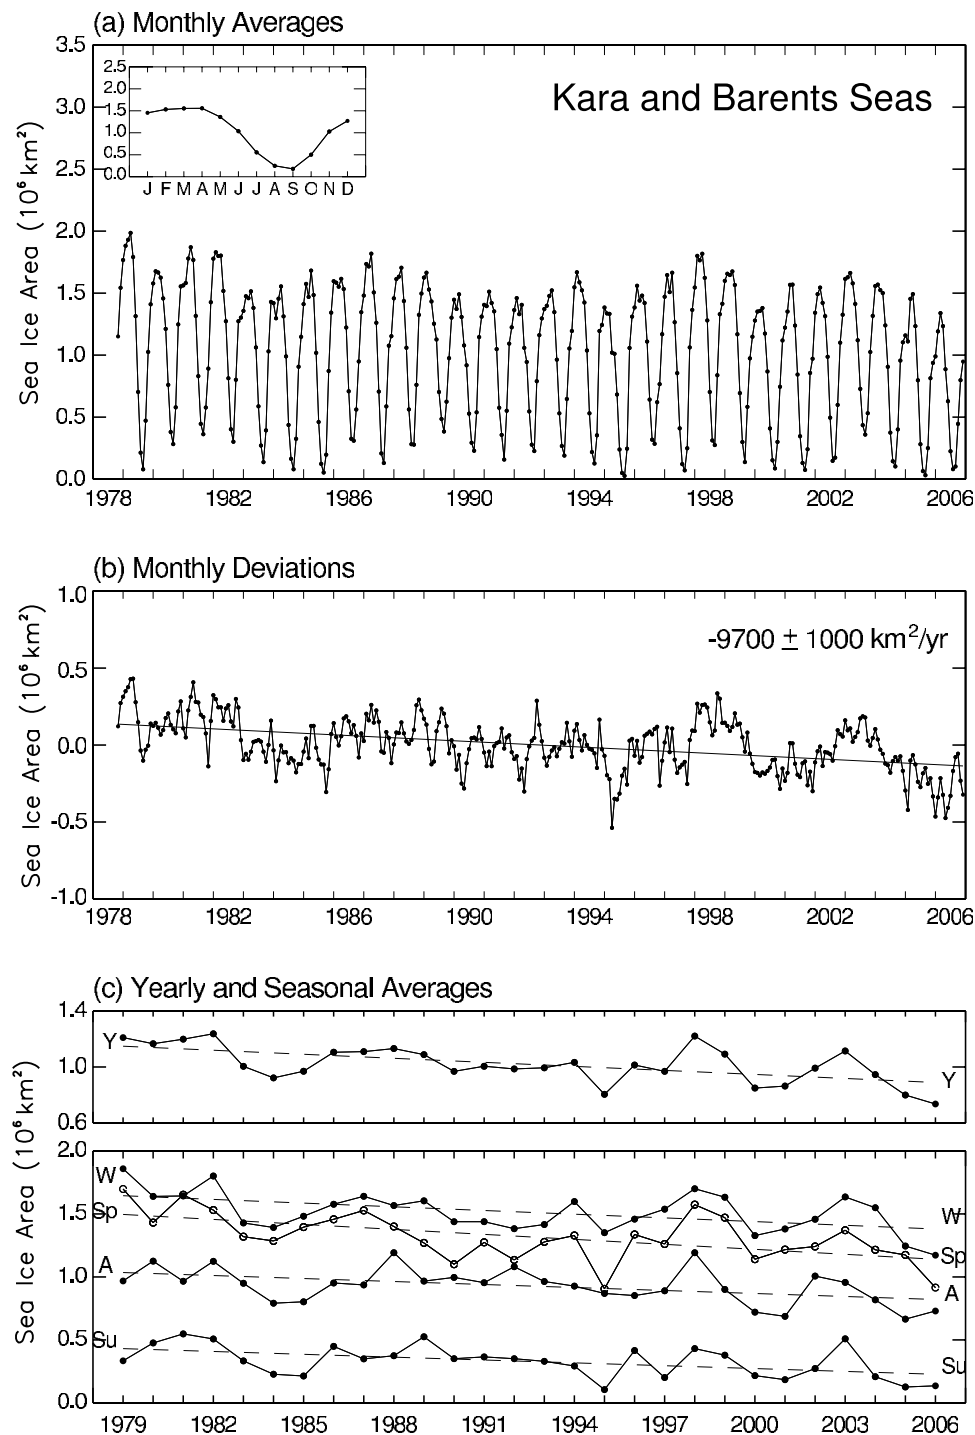 (a) Monthly Averages
Kara and Barents Seas
Sea Ice Area (10⁶ km²)
3.5
3.0
2.5
2.0
1.5
1.0
0.5
0.0
2.5
2.0
1.5
1.0
0.5
0.0
J F M A M J J A S O N D
1978 1982 1986 1990 1994 1998 2002 2006
(b) Monthly Deviations
-9700 ± 1000 km²/yr
Sea Ice Area (10⁶ km²)
1.0
0.5
0.0
-0.5
-1.0
1978 1982 1986 1990 1994 1998 2002 2006
(c) Yearly and Seasonal Averages
Sea Ice Area (10⁶ km²)
1.4
1.0
0.6
Y
Y
2.0
1.5
1.0
0.5
0.0
W
Sp
A
Su
W
Sp
A
Su
1979 1982 1985 1988 1991 1994 1997 2000 2003 2006